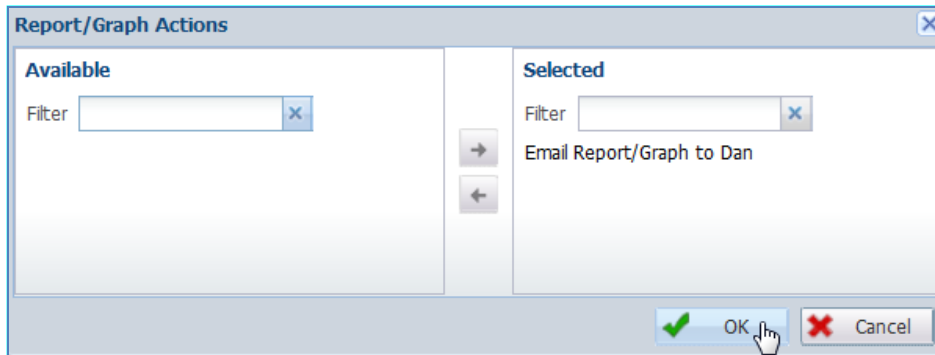 Report/Graph Actions
Available
Filter
Selected
Filter
Email Report/Graph to Dan
OK
Cancel